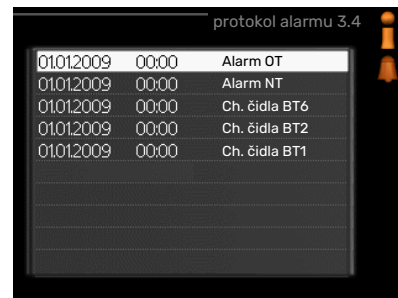 protokol alarmu 3.4
01.01.2009 00:00 Alarm OT
01.01.2009 00:00 Alarm NT
01.01.2009 00:00 Ch. čidla BT6
01.01.2009 00:00 Ch. čidla BT2
01.01.2009 00:00 Ch. čidla BT1